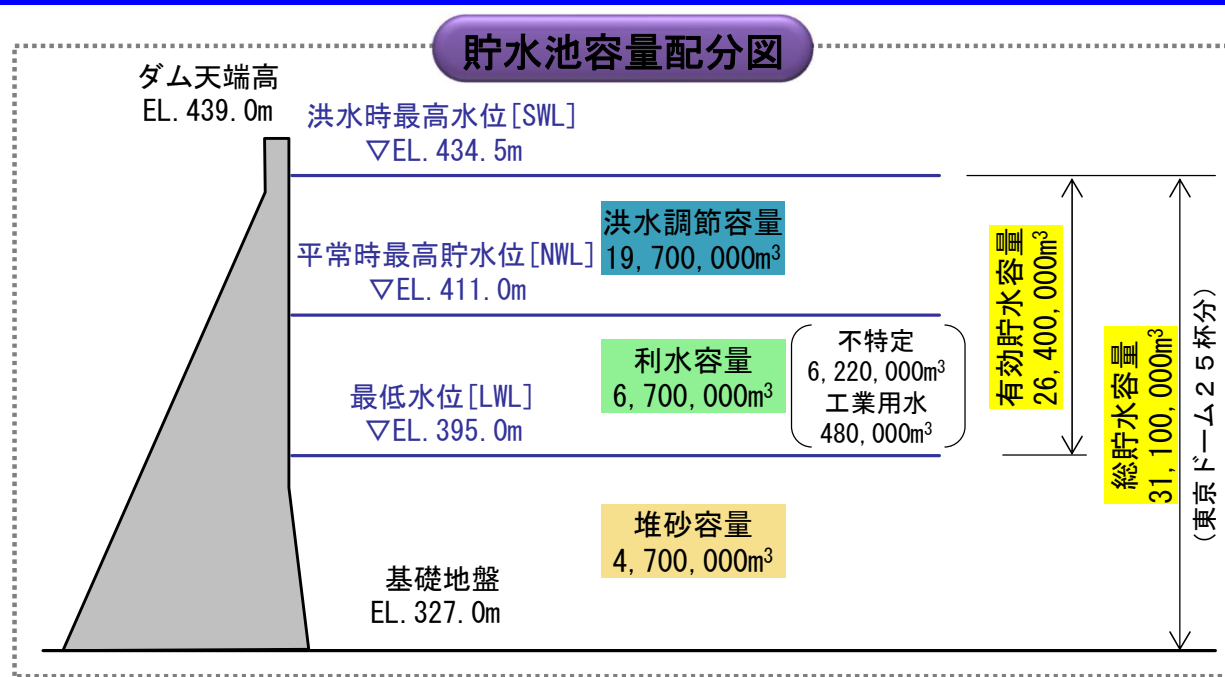 貯水池容量配分図
ダム天端高
EL.439.0m
洪水時最高水位[SWL]
▽EL.434.5m
洪水調節容量
19,700,000m³
平常時最高貯水位[NWL]
▽EL.411.0m
利水容量
6,700,000m³
不特定
6,220,000m³
工業用水
480,000m³
最低水位[LWL]
▽EL.395.0m
堆砂容量
4,700,000m³
基礎地盤
EL.327.0m
有効貯水容量
26,400,000m³
総貯水容量
31,100,000m³
(東京ドーム25杯分)